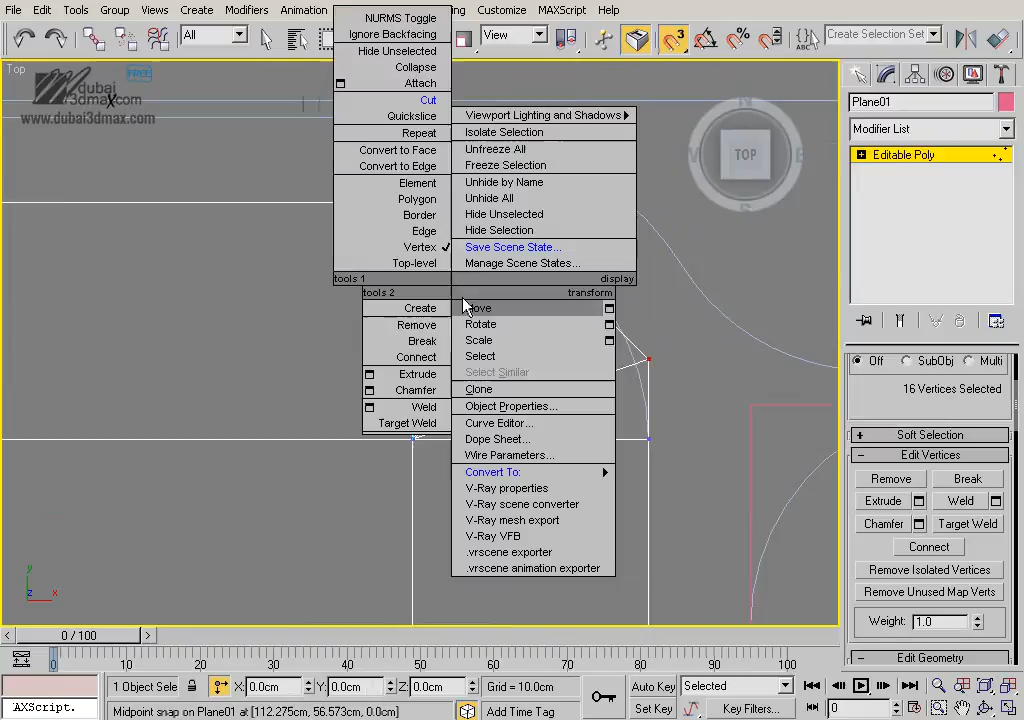 File Edit Tools Group Views Create Modifiers Animation Customize MAXScript Help
All
View
3
Create Selection Set
Top
FREE
dubai
3dmax.com
www.dubai3dmax.com
NURMS Toggle
Ignore Backfacing
Hide Unselected
Collapse
Attach
Cut
Quickslice
Repeat
Convert to Face
Convert to Edge
Element
Polygon
Border
Edge
Vertex
Top-level
tools 1
display
Viewport Lighting and Shadows
Isolate Selection
Unfreeze All
Freeze Selection
Unhide by Name
Unhide All
Hide Unselected
Hide Selection
Save Scene State...
Manage Scene States...
tools 2
transform
Create
Remove
Break
Connect
Extrude
Chamfer
Weld
Target Weld
Rotate
Scale
Select
Select Similar
Clone
Object Properties...
Curve Editor...
Dope Sheet...
Wire Parameters...
Convert To:
V-Ray properties
V-Ray scene converter
V-Ray mesh export
V-Ray VFB
.vrscene exporter
.vrscene animation exporter
TOP
Plane01
Modifier List
Editable Poly
Off SubObj Multi
16 Vertices Selected
+ Soft Selection
- Edit Vertices
Remove Break
Extrude Weld
Chamfer Target Weld
Connect
Remove Isolated Vertices
Remove Unused Map Verts
Weight: 1.0
- Edit Geometry
y
z x
< 0 / 100 >
0 10 20 30 40 50 60 70 80 90 100
1 Object Sele X: 0.0cm Y: 0.0cm Z: 0.0cm Grid = 10.0cm
Auto Key Selected
AXScript.
Midpoint snap on Plane01 at [112.275cm, 56.573cm, 0.0cm]
Add Time Tag
Set Key Key Filters...
0